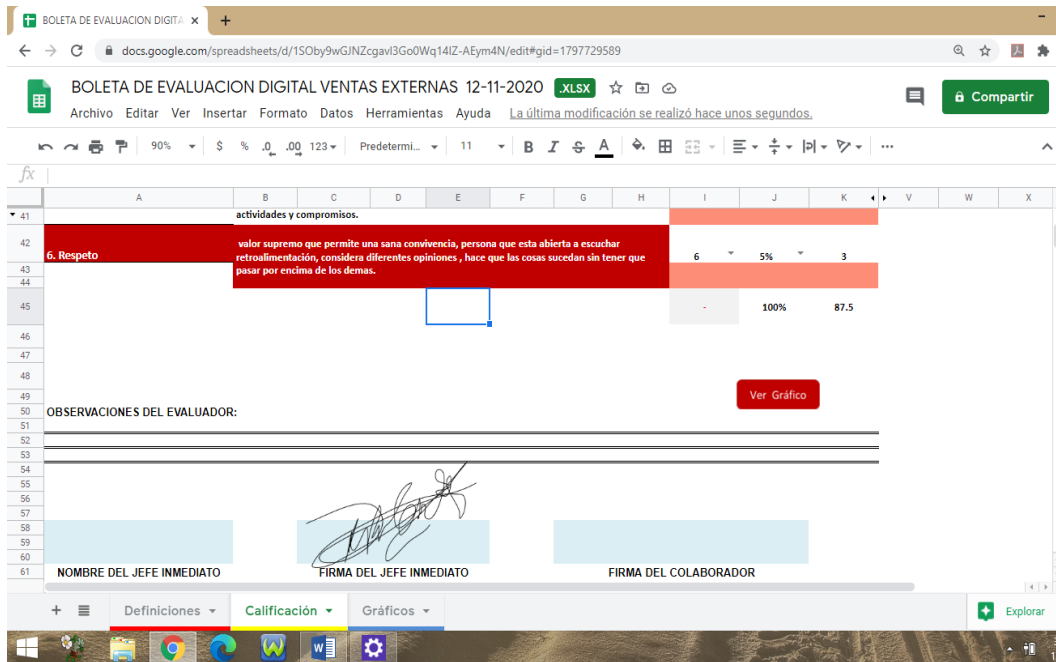 BOLETA DE EVALUACION DIGITA
docs.google.com/spreadsheets/d/1SOby9wGJNZcgavI3Go0Wq14IZ-AEym4N/edit#gid=1797729589
BOLETA DE EVALUACION DIGITAL VENTAS EXTERNAS 12-11-2020 .XLSX
Compartir
Archivo Editar Ver Insertar Formato Datos Herramientas Ayuda La última modificación se realizó hace unos segundos.
90% $ % .0 .00 123 Predetermi... 11 B I S A
fx
A B C D E F G H I J K V W X
41 actividades y compromisos.
42 6. Respeto
valor supremo que permite una sana convivencia, persona que esta abierta a escuchar
retroalimentación, considera diferentes opiniones , hace que las cosas sucedan sin tener que
pasar por encima de los demas.
6 5% 3
43
44
45 - 100% 87.5
46
47
48
Ver Gráfico
49
50 OBSERVACIONES DEL EVALUADOR:
51
52
53
54
55
56
57
58
59
60
61 NOMBRE DEL JEFE INMEDIATO FIRMA DEL JEFE INMEDIATO FIRMA DEL COLABORADOR
Definiciones Calificación Gráficos Explorar